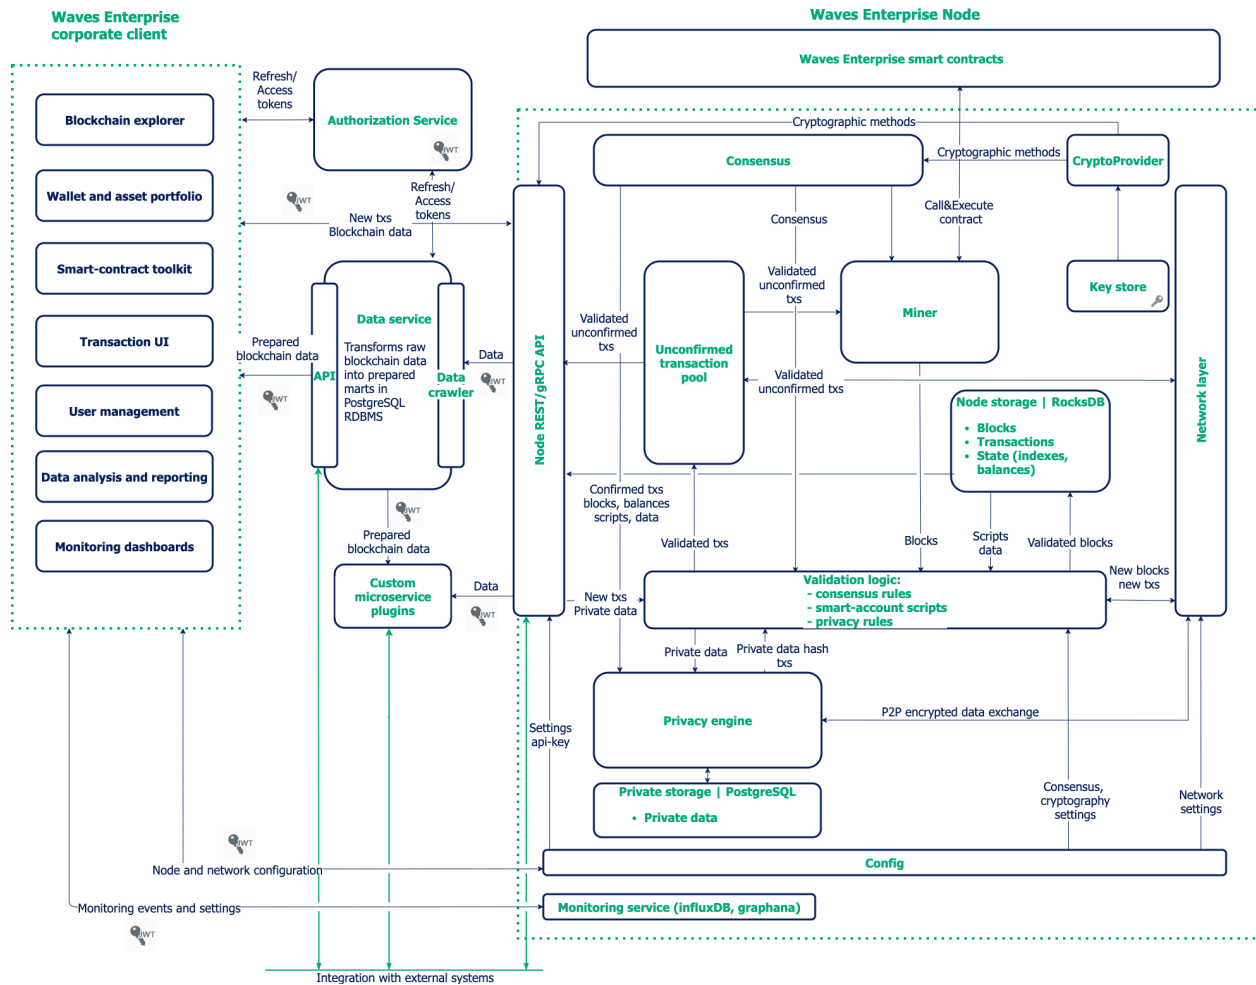 Waves Enterprise
corporate client
Waves Enterprise Node
Waves Enterprise smart contracts
Refresh/
Access
tokens
Authorization Service
JWT
Blockchain explorer
Wallet and asset portfolio
Smart-contract toolkit
Transaction UI
User management
Data analysis and reporting
Monitoring dashboards
Refresh/
Access
tokens
JWT
New txs
Blockchain data
Cryptographic methods
Consensus
Cryptographic methods
CryptoProvider
Consensus
Call&Execute
contract
Key store
Miner
Validated
unconfirmed
txs
Validated
unconfirmed
txs
Unconfirmed
transaction
pool
Validated
unconfirmed txs
Network layer
Node REST/gRPC API
Data service
Transforms raw
blockchain data
into prepared
marts in
PostgreSQL
RDBMS
API
Data
crawler
Data
JWT
Prepared
blockchain data
JWT
Node storage | RocksDB
• Blocks
• Transactions
• State (indexes,
balances)
Confirmed txs
blocks, balances
scripts, data
Validated txs
Blocks
Scripts
data
Validated blocks
JWT
Prepared
blockchain data
Custom
microservice
plugins
Data
JWT
New txs
Private data
Validation logic:
- consensus rules
- smart-account scripts
- privacy rules
New blocks
new txs
Private data
Private data hash
txs
Privacy engine
P2P encrypted data exchange
Settings
api-key
Private storage | PostgreSQL
• Private data
Consensus,
cryptography
settings
Network
settings
JWT
Node and network configuration
Config
Monitoring events and settings
JWT
Monitoring service (influxDB, graphana)
Integration with external systems